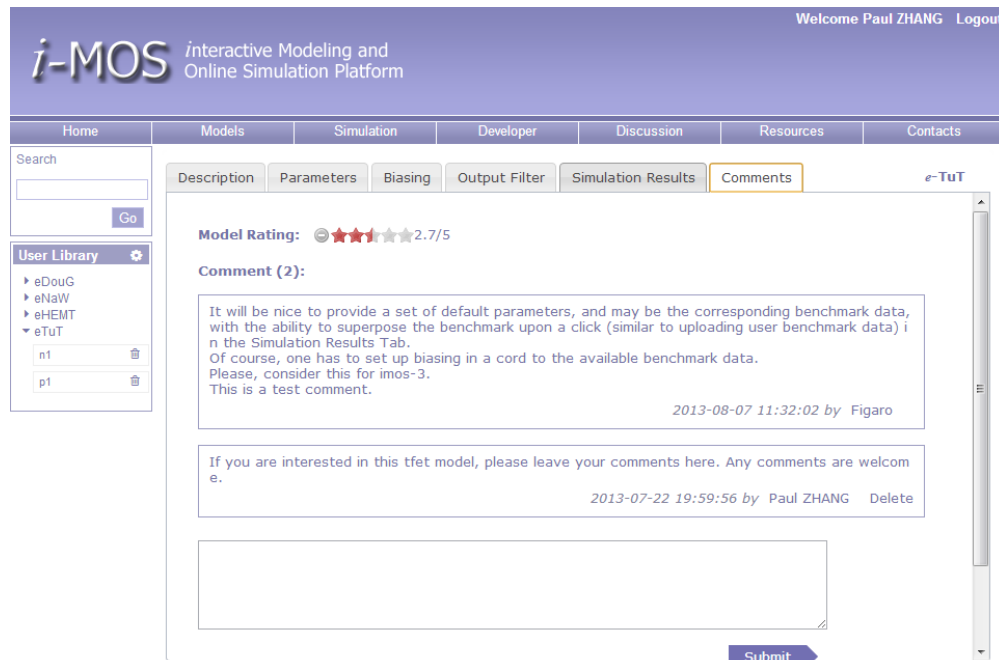 Welcome Paul ZHANG Logout
i-MOS interactive Modeling and
Online Simulation Platform
Home Models Simulation Developer Discussion Resources Contacts
Search
Go
User Library
eDouG
eNaW
eHEMT
eTuT
n1
p1
Description Parameters Biasing Output Filter Simulation Results Comments e-TuT
Model Rating: 2.7/5
Comment (2):
It will be nice to provide a set of default parameters, and may be the corresponding benchmark data,
with the ability to superpose the benchmark upon a click (similar to uploading user benchmark data) i
n the Simulation Results Tab.
Of course, one has to set up biasing in a cord to the available benchmark data.
Please, consider this for imos-3.
This is a test comment.
2013-08-07 11:32:02 by Figaro
If you are interested in this tfet model, please leave your comments here. Any comments are welcom
e.
2013-07-22 19:59:56 by Paul ZHANG Delete
Submit